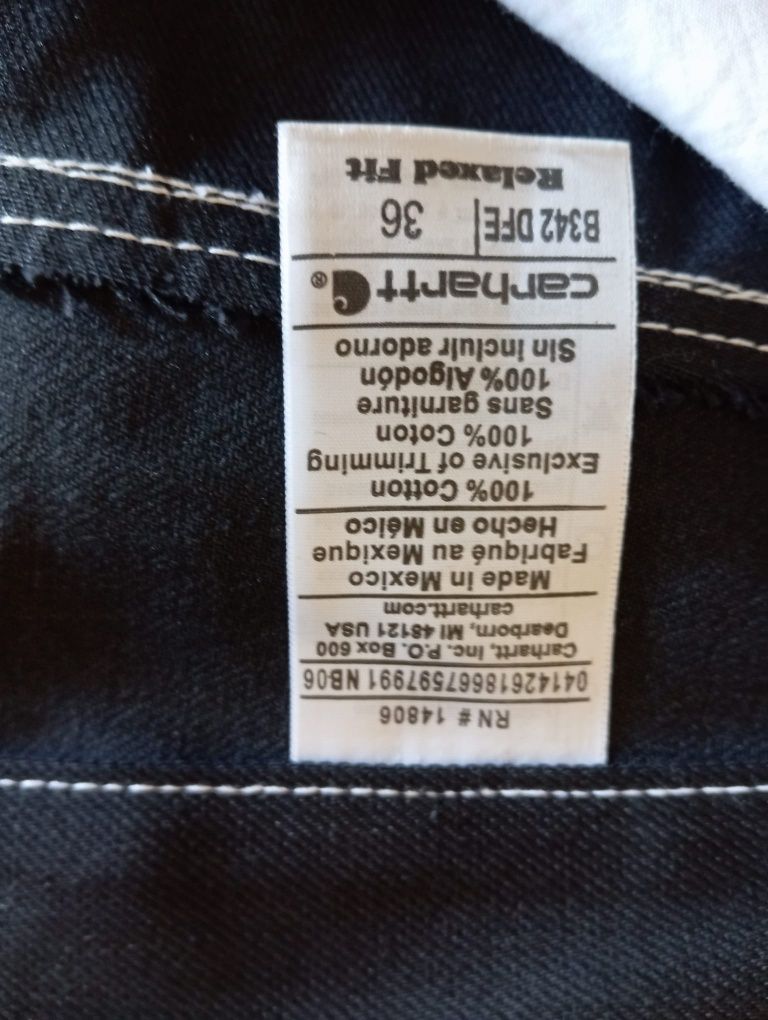 Relaxed Fit
B342 DFE 36
carhartt®
Sin incluir adorno
100% Algodón
Sans garniture
100% Coton
Exclusive of Trimming
100% Cotton
Hecho en Méico
Fabriqué au Mexique
Made in Mexico
carhartt.com
Dearborn, MI 48121 USA
Carhartt, Inc. P.O. Box 600
04142618667597991 NB06
RN # 14806